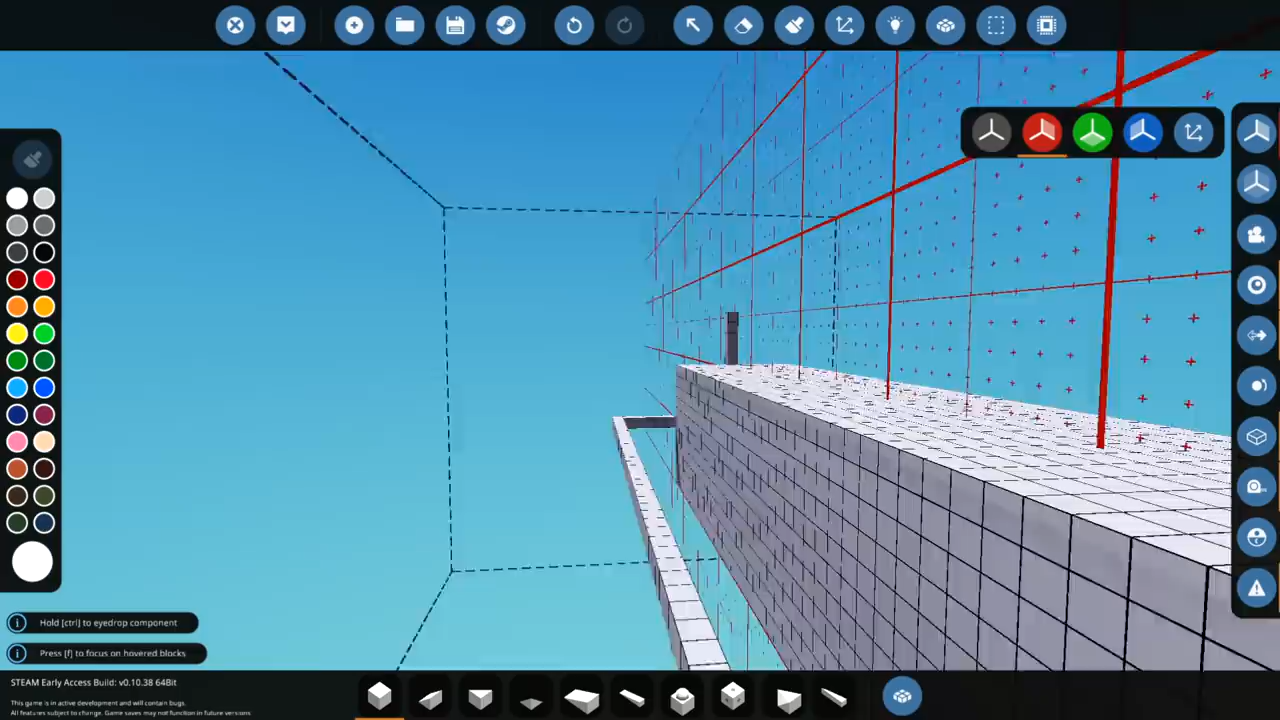 Hold [ctrl] to eyedrop component
Press [f] to focus on hovered blocks
STEAM Early Access Build: v0.10.38 64Bit
This game is in active development and will contain bugs.
All features subject to change. Game saves may not function in future versions